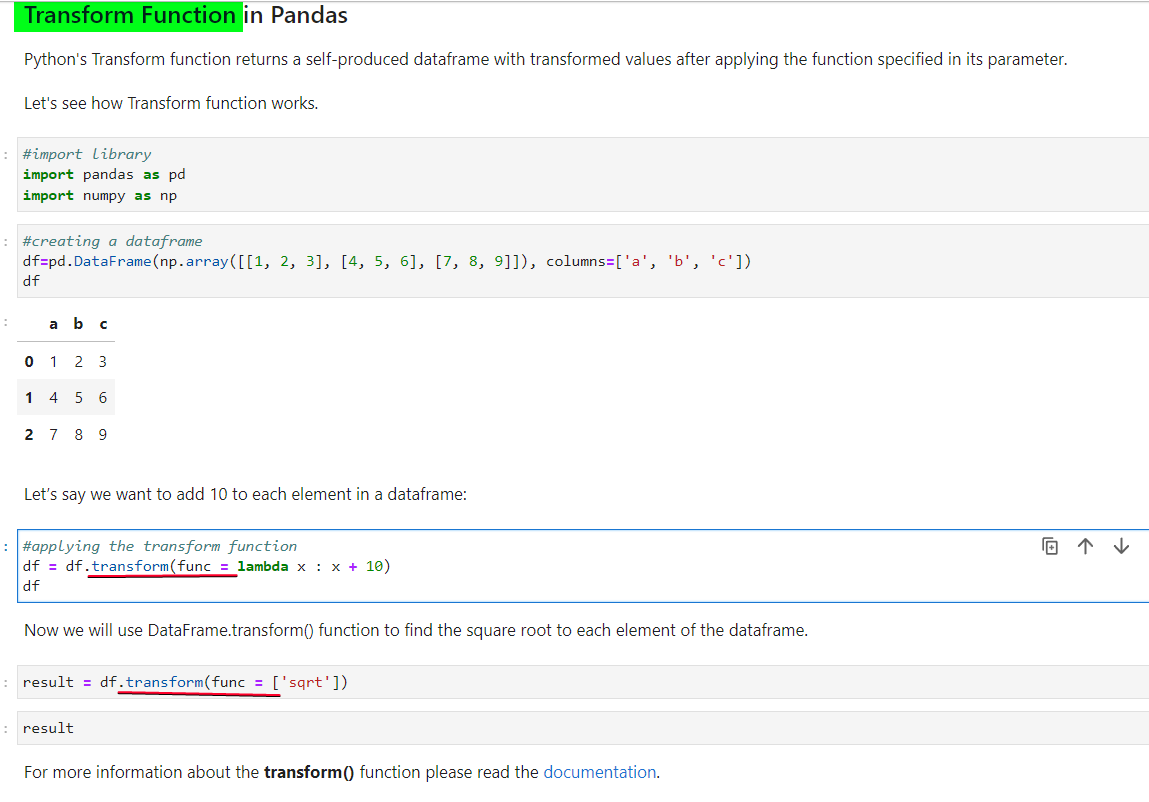 Transform Function in Pandas
Python's Transform function returns a self-produced dataframe with transformed values after applying the function specified in its parameter.
Let's see how Transform function works.
:
#import library
import pandas as pd
import numpy as np
:
#creating a dataframe
df=pd.DataFrame(np.array([[1, 2, 3], [4, 5, 6], [7, 8, 9]]), columns=['a', 'b', 'c'])
df
:
a b c
0 1 2 3
1 4 5 6
2 7 8 9
Let’s say we want to add 10 to each element in a dataframe:
:
#applying the transform function
df = df.transform(func = lambda x : x + 10)
df
Now we will use DataFrame.transform() function to find the square root to each element of the dataframe.
:
result = df.transform(func = ['sqrt'])
:
result
For more information about the transform() function please read the documentation.